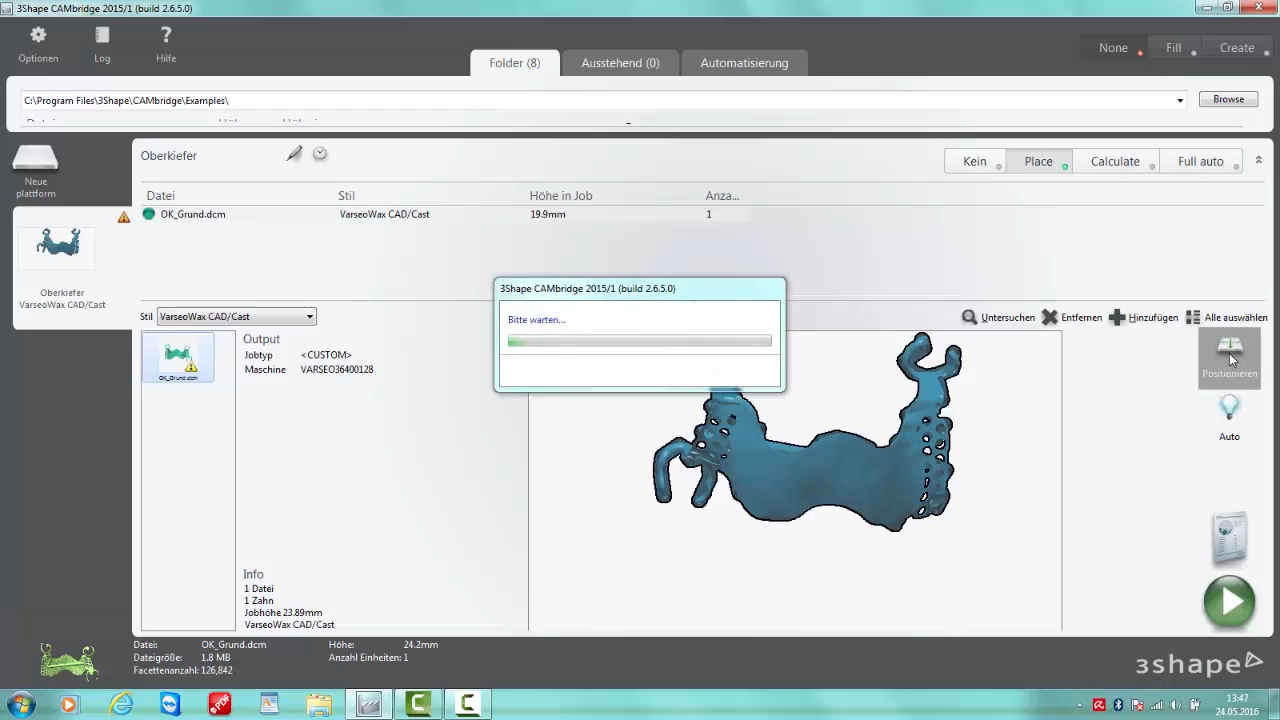 3Shape CAMbridge 2015/1 (build 2.6.5.0)
Optionen
Log
Hilfe
Folder (8)
Ausstehend (0)
Automatisierung
None
Fill
Create
C:\Program Files\3Shape\CAMbridge\Examples\
Browse
Neue
plattform
Oberkiefer
Kein
Place
Calculate
Full auto
Datei
Stil
Höhe in Job
Anza...
OK_Grund.dcm
VarseoWax CAD/Cast
19.9mm
1
Oberkiefer
VarseoWax CAD/Cast
3Shape CAMbridge 2015/1 (build 2.6.5.0)
Bitte warten...
Stil
VarseoWax CAD/Cast
Untersuchen
Entfernen
Hinzufügen
Alle auswählen
OK_Grund.dcm
Output
Jobtyp <CUSTOM>
Maschine VARSEO36400128
Positionieren
Auto
Info
1 Datei
1 Zahn
Jobhöhe 23.89mm
VarseoWax CAD/Cast
Datei: OK_Grund.dcm Höhe: 24.2mm
Dateigröße: 1.8 MB Anzahl Einheiten: 1
Facettenanzahl: 126,842
3shape
13:47
24.05.2016